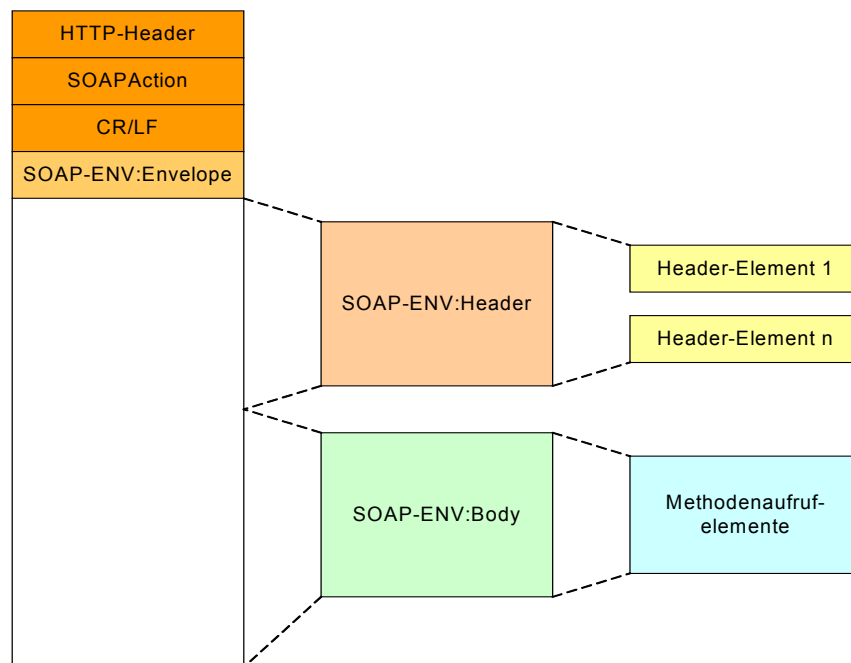 HTTP-Header
SOAPAction
CR/LF
SOAP-ENV:Envelope
SOAP-ENV:Header
Header-Element 1
Header-Element n
SOAP-ENV:Body
Methodenaufruf-
elemente